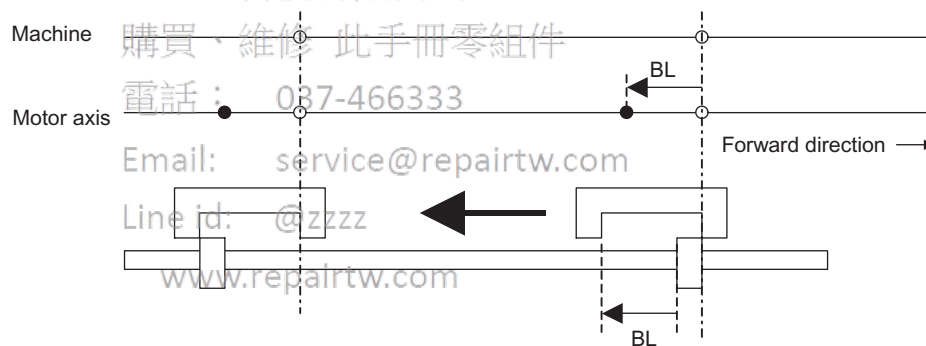 Machine
購買、維修 此手冊零組件
BL
電話： 037-466333
Motor axis
Forward direction
Email: service@repairtw.com
Line id: @zzzz
www.repairtw.com
BL